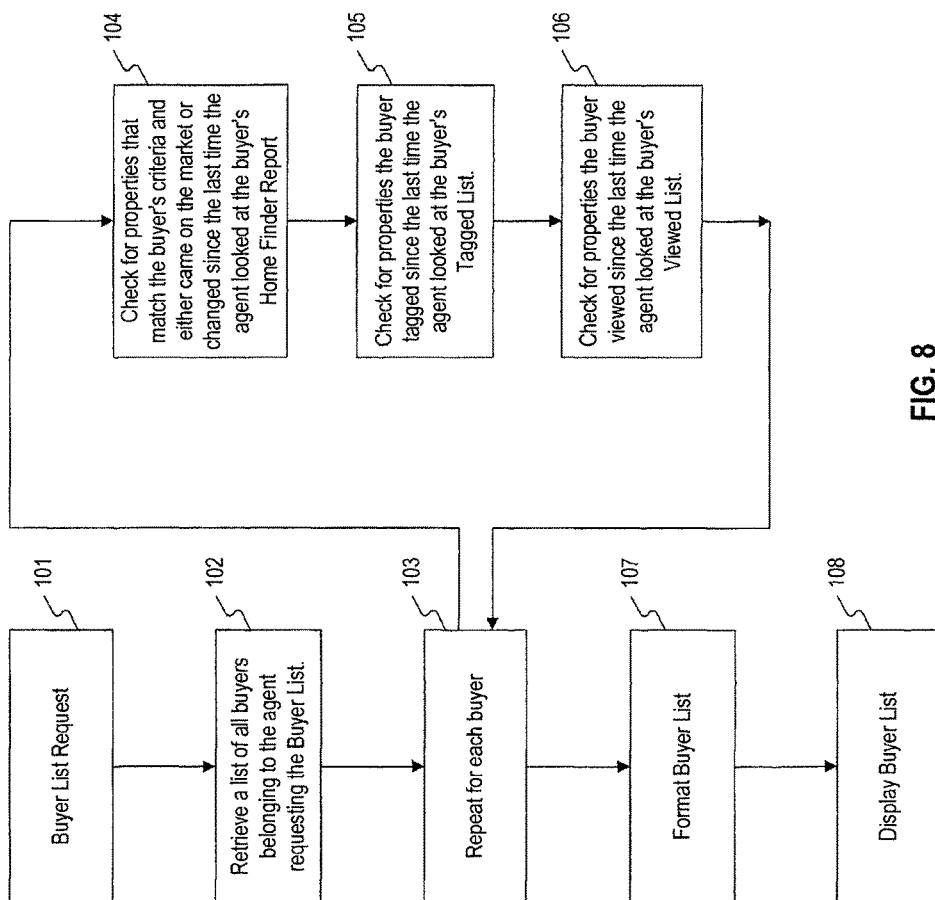 101
Buyer List Request
102
Retrieve a list of all buyers
belonging to the agent
requesting the Buyer List.
103
Repeat for each buyer
104
Check for properties that
match the buyer's criteria and
either came on the market or
changed since the last time the
agent looked at the buyer's
Home Finder Report
105
Check for properties the buyer
tagged since the last time the
agent looked at the buyer's
Tagged List.
106
Check for properties the buyer
viewed since the last time the
agent looked at the buyer's
Viewed List.
107
Format Buyer List
108
Display Buyer List
FIG. 8